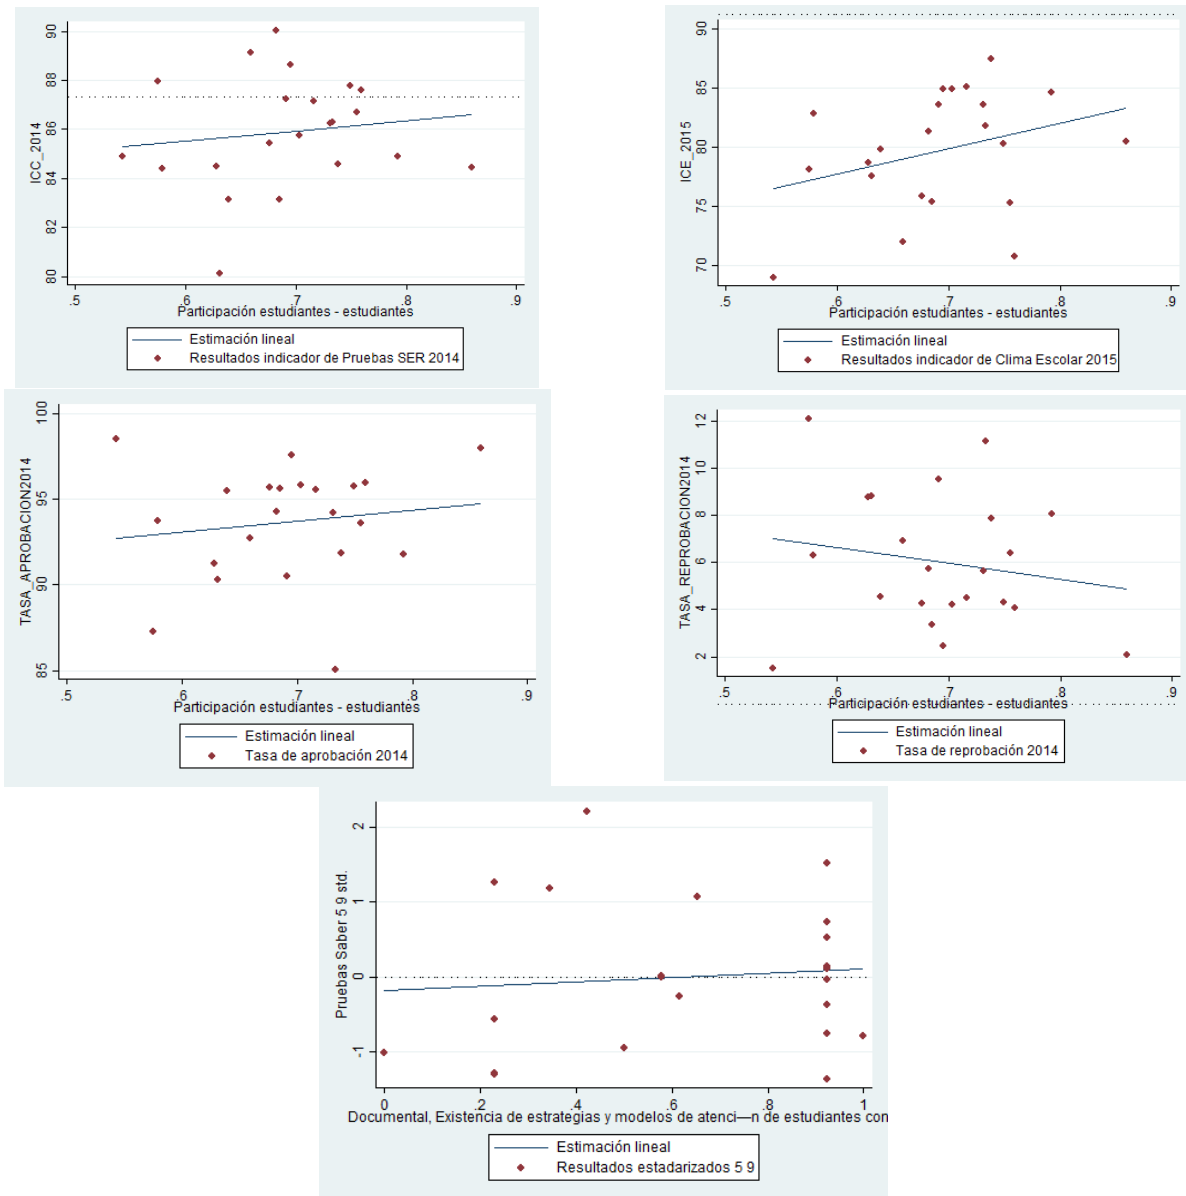 ICC_2014
90
88
86
84
82
80
.5 .6 .7 .8 .9
Participación estudiantes - estudiantes
Estimación lineal
Resultados indicador de Pruebas SER 2014
ICE_2015
90
85
80
75
70
.5 .6 .7 .8 .9
Participación estudiantes - estudiantes
Estimación lineal
Resultados indicador de Clima Escolar 2015
TASA_APROBACION2014
100
95
90
85
.5 .6 .7 .8 .9
Participación estudiantes - estudiantes
Estimación lineal
Tasa de aprobación 2014
TASA_REPROBACION2014
12
10
8
6
4
2
.5 .6 .7 .8 .9
Participación estudiantes - estudiantes
Estimación lineal
Tasa de reprobación 2014
Pruebas Saber 5 9 std.
2
1
0
-1
0 .2 .4 .6 .8 1
Documental, Existencia de estrategias y modelos de atenci—n de estudiantes con
Estimación lineal
Resultados estadarizados 5 9